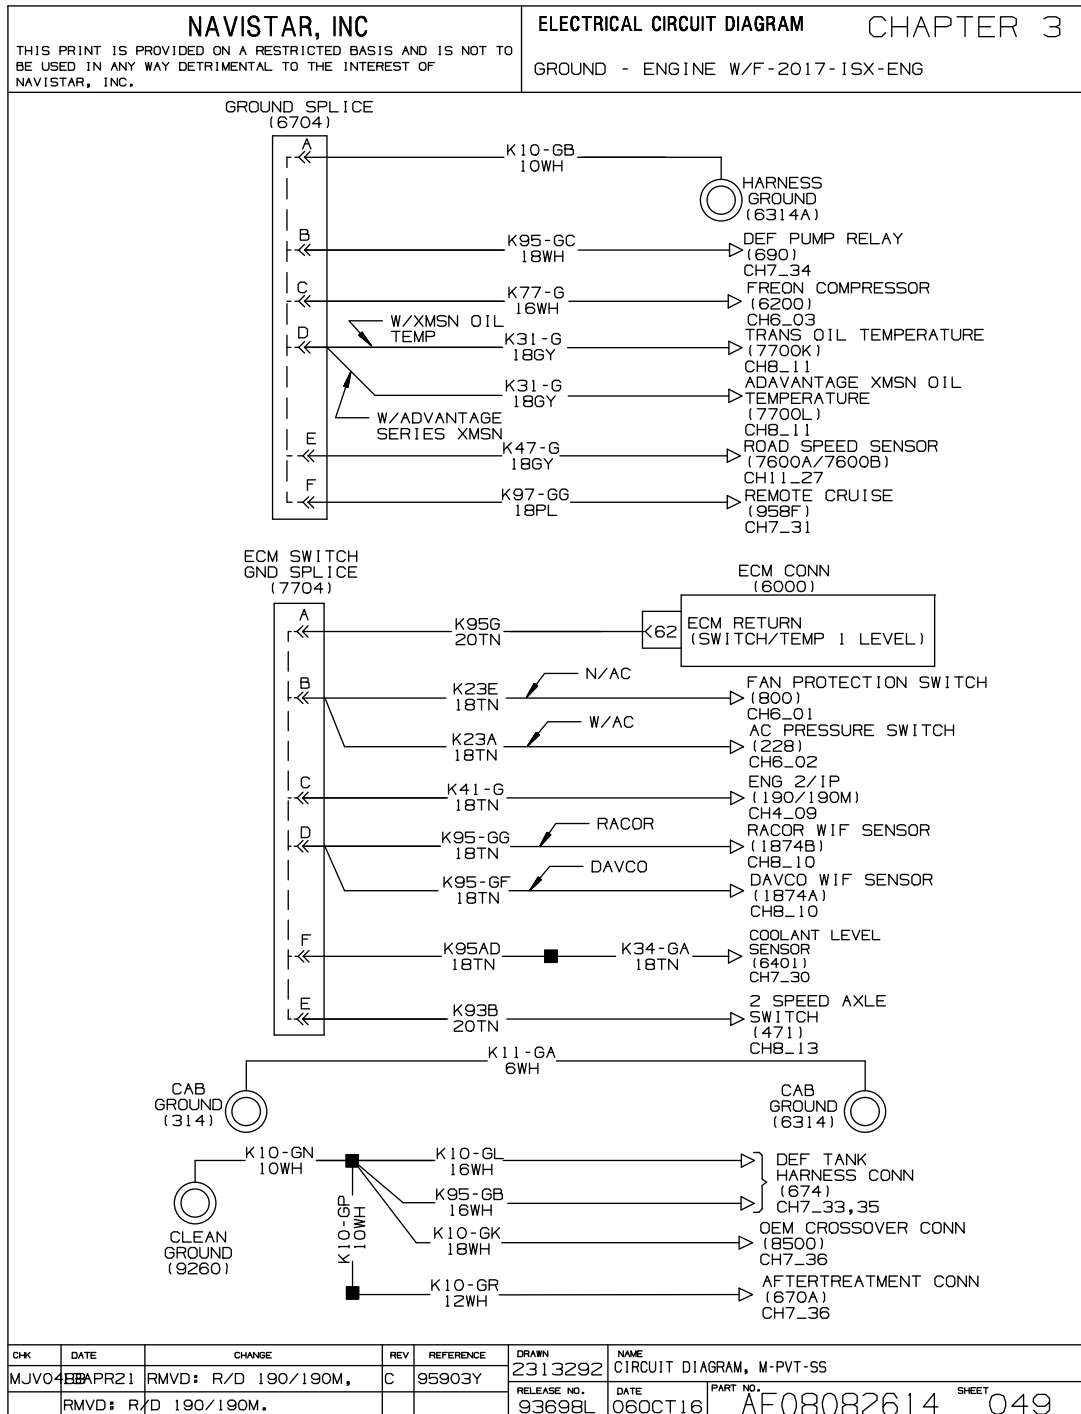 NAVISTAR, INC
THIS PRINT IS PROVIDED ON A RESTRICTED BASIS AND IS NOT TO
BE USED IN ANY WAY DETRIMENTAL TO THE INTEREST OF
NAVISTAR, INC.
ELECTRICAL CIRCUIT DIAGRAM
CHAPTER 3
GROUND - ENGINE W/F-2017-ISX-ENG
GROUND SPLICE
(6704)
A
K10-GB
10WH
HARNESS
GROUND
(6314A)
B
K95-GC
18WH
DEF PUMP RELAY
(690)
CH7_34
C
K77-G
16WH
FREON COMPRESSOR
(6200)
CH6_03
D
W/XMSN OIL
TEMP
K31-G
18GY
TRANS OIL TEMPERATURE
(7700K)
CH8_11
K31-G
18GY
ADAVANTAGE XMSN OIL
TEMPERATURE
(7700L)
CH8_11
W/ADVANTAGE
SERIES XMSN
E
K47-G
18GY
ROAD SPEED SENSOR
(7600A/7600B)
CH11_27
F
K97-GG
18PL
REMOTE CRUISE
(958F)
CH7_31
ECM SWITCH
GND SPLICE
(7704)
ECM CONN
(6000)
A
K95G
20TN
62
ECM RETURN
(SWITCH/TEMP 1 LEVEL)
B
K23E
18TN
N/AC
FAN PROTECTION SWITCH
(800)
CH6_01
K23A
18TN
W/AC
AC PRESSURE SWITCH
(228)
CH6_02
C
K41-G
18TN
ENG 2/IP
(190/190M)
CH4_09
D
K95-GG
18TN
RACOR
RACOR WIF SENSOR
(1874B)
CH8_10
K95-GF
18TN
DAVCO
DAVCO WIF SENSOR
(1874A)
CH8_10
F
K95AD
18TN
K34-GA
18TN
COOLANT LEVEL
SENSOR
(6401)
CH7_30
E
K93B
20TN
2 SPEED AXLE
SWITCH
(471)
CH8_13
K11-GA
6WH
CAB
GROUND
(314)
CAB
GROUND
(6314)
K10-GN
10WH
K10-GL
16WH
DEF TANK
HARNESS CONN
(674)
CH7_33,35
K95-GB
16WH
CLEAN
GROUND
(9260)
K10-GP
10WH
K10-GK
18WH
OEM CROSSOVER CONN
(8500)
CH7_36
K10-GR
12WH
AFTERTREATMENT CONN
(670A)
CH7_36
CHK DATE CHANGE REV REFERENCE
APR21 RMVD: R/D 190/190M, C 95903Y
RMVD: R/D 190/190M.
DRAWN
2313292
NAME
CIRCUIT DIAGRAM, M-PVT-SS
RELEASE NO.
93698L
DATE
06OCT16
PART NO.
AF08082614
SHEET
049